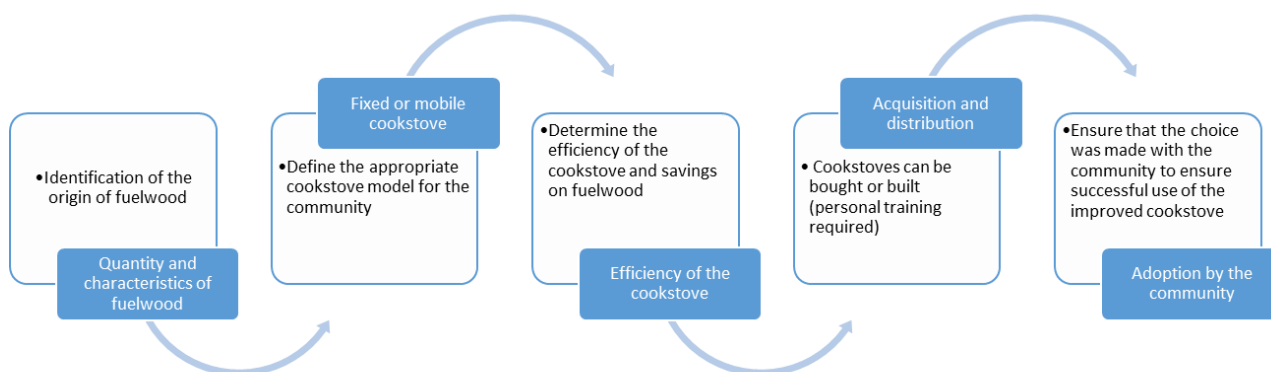 •Identification of the
origin of fuelwood
Quantity and
characteristics of
fuelwood
Fixed or mobile
cookstove
•Define the appropriate
cookstove model for the
community
•Determine the
efficiency of the
cookstove and savings
on fuelwood
Efficiency of the
cookstove
Acquisition and
distribution
• Cookstoves can be
bought or built
(personal training
required)
•Ensure that the choice
was made with the
community to ensure
successful use of the
improved cookstove
Adoption by the
community